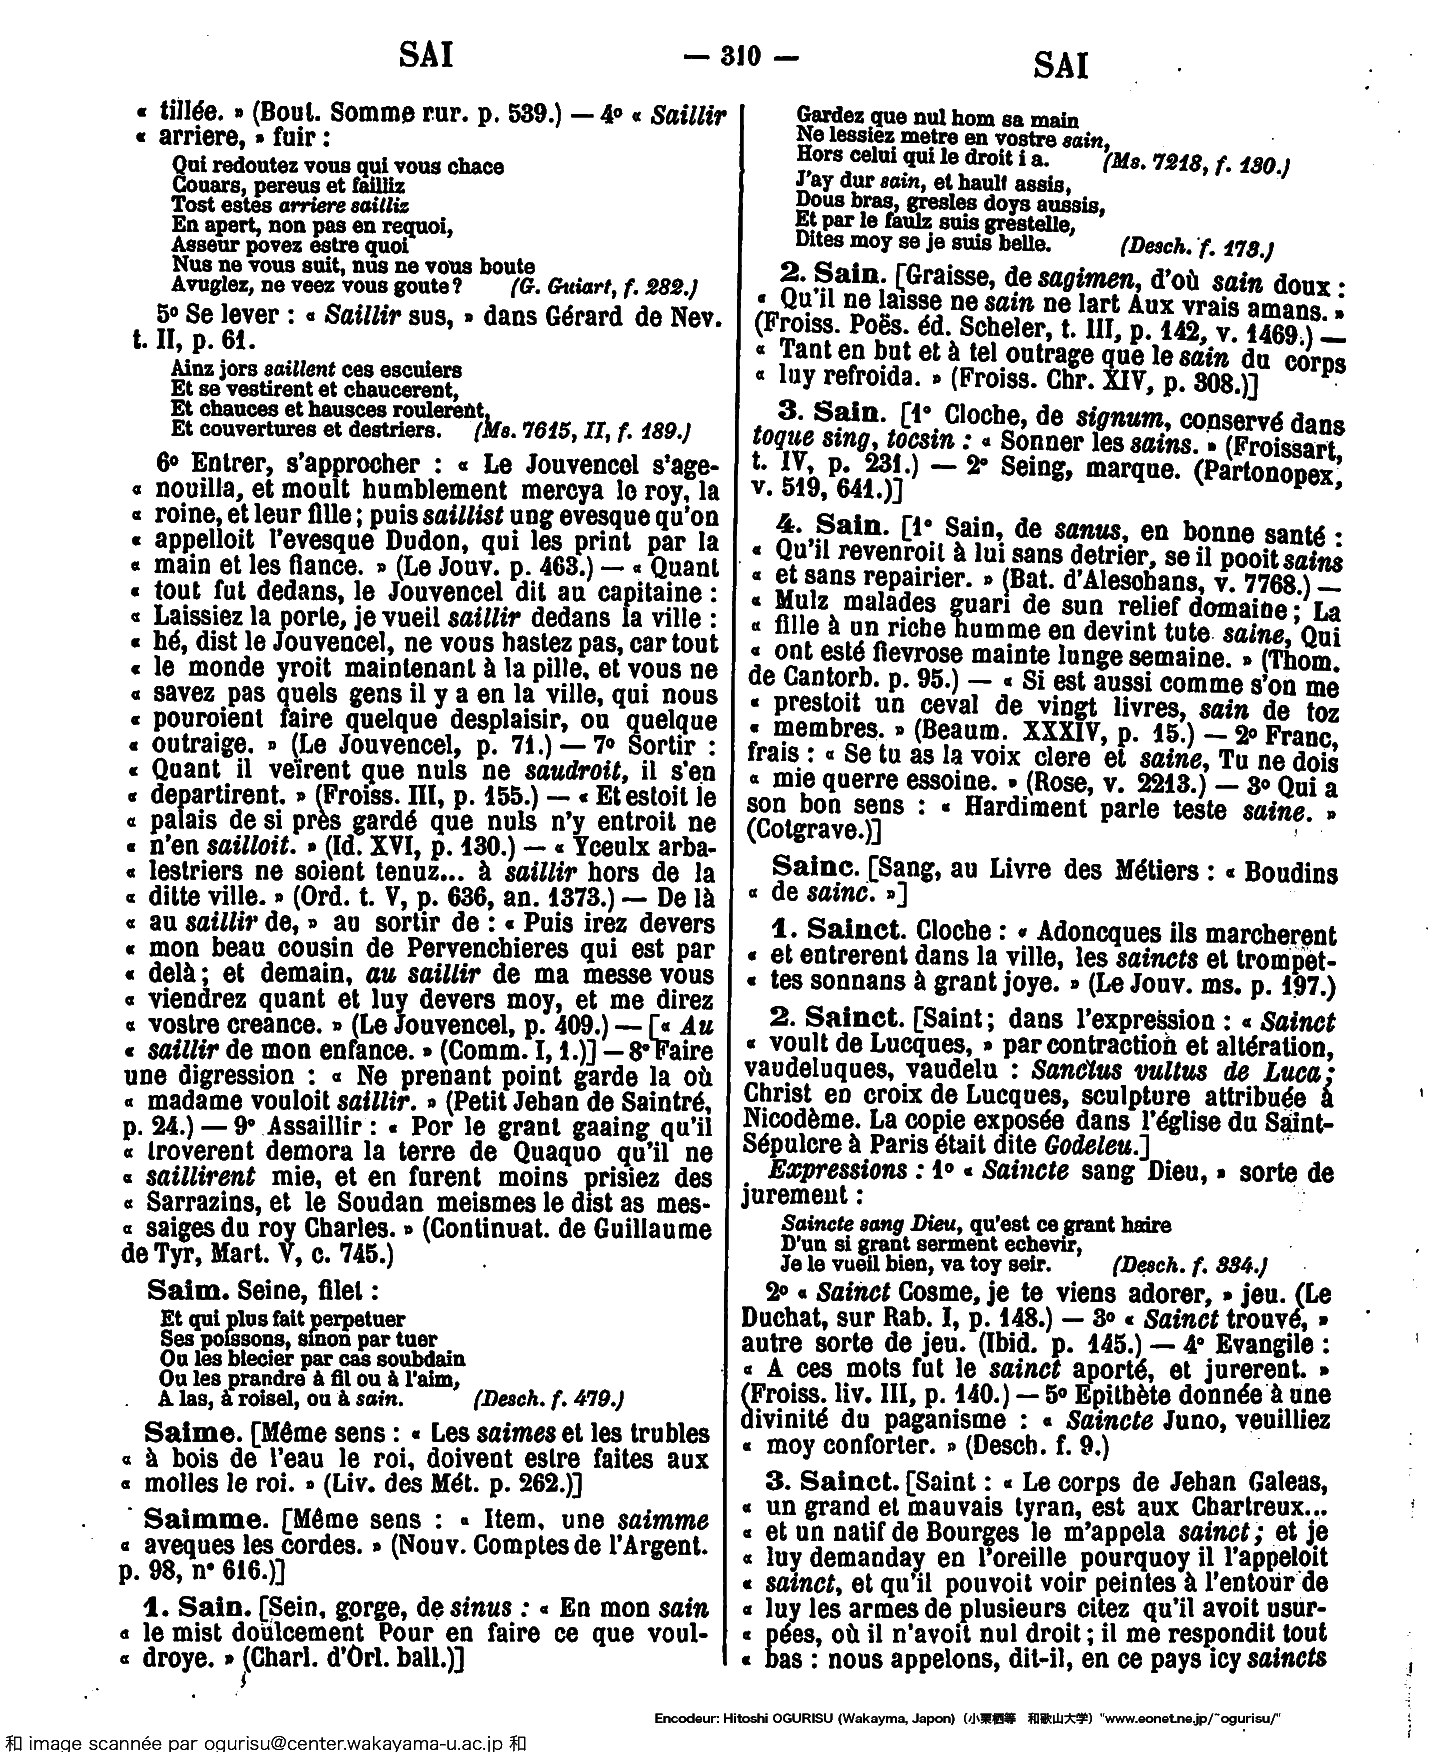 SAI — 310 — SAI
« tillée. » (Bout. Somme rur. p. 539.) — 4º « Saillir
« arriere, » fuir :
Qui redoutez vous qui vous chace
Couars, pereus et failliz
Tost estes arriere sailliz
En apert, non pas en requoi,
Asseur povez estre quoi
Nus ne vous suit, nus ne vous boute
Avuglez, ne veez vous goute ? (G. Guiart, f. 282.)
5º Se lever : « Saillir sus, » dans Gérard de Nev.
t. II, p. 61.
Ainz jors saillent ces escuiers
Et se vestirent et chaucerent,
Et chauces et hausces roulerent,
Et couvertures et destriers. (Ms. 7615, II, f. 189.)
6º Entrer, s'approcher : « Le Jouvencel s'age-
« nouilla, et moult humblement mercya le roy, la
« roine, et leur fille ; puis saillist ung evesque qu'on
« appelloit l'evesque Dudon, qui les print par la
« main et les fiance. » (Le Jouv. p. 463.) — « Quant
« tout fut dedans, le Jouvencel dit au capitaine :
« Laissiez la porte, je vueil saillir dedans la ville :
« hé, dist le Jouvencel, ne vous hastez pas, car tout
« le monde yroit maintenant à la pille, et vous ne
« savez pas quels gens il y a en la ville, qui nous
« pouroient faire quelque desplaisir, ou quelque
« outraige. » (Le Jouvencel, p. 71.) — 7º Sortir :
« Quant il veïrent que nuls ne saudroit, il s'en
« departirent. » (Froiss. III, p. 155.) — « Et estoit le
« palais de si près gardé que nuls n'y entroit ne
« n'en sailloit. » (Id. XVI, p. 130.) — « Yceulx arba-
« lestriers ne soient tenuz... à saillir hors de la
« ditte ville. » (Ord. t. V, p. 636, an. 1373.) — De là
« au saillir de, » au sortir de : « Puis irez devers
« mon beau cousin de Pervenchieres qui est par
« delà ; et demain, au saillir de ma messe vous
« viendrez quant et luy devers moy, et me direz
« vostre creance. » (Le Jouvencel, p. 409.) — [« Au
« saillir de mon enfance. » (Comm. I, 1.)] — 8º Faire
une digression : « Ne prenant point garde la où
« madame vouloit saillir. » (Petit Jehan de Saintré,
p. 24.) — 9º Assaillir : « Por le grant gaaing qu'il
« troverent demora la terre de Quaquo qu'il ne
« saillirent mie, et en furent moins prisiez des
« Sarrazins, et le Soudan meismes le dist as mes-
« saiges du roy Charles. » (Continuat. de Guillaume
de Tyr, Mart. V, c. 745.)
Saim. Seine, filet :
Et qui plus fait perpetuer
Ses poissons, sinon par tuer
Ou les blecier par cas soubdain
Ou les prandre à fil ou à l'aim,
A las, à roisel, ou à sain. (Desch. f. 479.)
Saime. [Même sens : « Les saimes et les trubles
« à bois de l'eau le roi, doivent estre faites aux
« molles le roi. » (Liv. des Mét. p. 262.)]
Saimme. [Même sens : « Item, une saimme
« aveques les cordes. » (Nouv. Comptes de l'Argent.
p. 98, nº 616.)]
1. Sain. [Sein, gorge, de sinus : « En mon sain
« le mist doulcement Pour en faire ce que voul-
« droye. » (Charl. d'Orl. ball.)]
Gardez que nul hom sa main
Ne lessiez metre en vostre sain,
Hors celui qui le droit i a. (Ms. 7218, f. 130.)
J'ay dur sain, et hault assis,
Dous bras, gresles doys aussis,
Et par le faulz suis grestelle,
Dites moy se je suis belle. (Desch. f. 173.)
2. Sain. [Graisse, de sagimen, d'où sain doux :
« Qu'il ne laisse ne sain ne lart Aux vrais amans. »
(Froiss. Poës. éd. Scheler, t. III, p. 142, v. 1469.) —
« Tant en but et à tel outrage que le sain du corps
« luy refroida. » (Froiss. Chr. XIV, p. 308.)]
3. Sain. [1º Cloche, de signum, conservé dans
toque sing, tocsin : « Sonner les sains. » (Froissart,
t. IV, p. 231.) — 2º Seing, marque. (Partonopex,
v. 519, 641.)]
4. Sain. [1º Sain, de sanus, en bonne santé :
« Qu'il revenroit à lui sans detrier, se il pooit sains
« et sans repairier. » (Bat. d'Aleschans, v. 7768.) —
« Mulz malades guari de sun relief domaine ; La
« fille à un riche humme en devint tute saine, Qui
« ont esté fievrose mainte lunge semaine. » (Thom.
de Cantorb. p. 95.) — « Si est aussi comme s'on me
« prestoit un ceval de vingt livres, sain de toz
« membres. » (Beaum. XXXIV, p. 15.) — 2º Franc,
frais : « Se tu as la voix clere et saine, Tu ne dois
« mie querre essoine. » (Rose, v. 2213.) — 3º Qui a
son bon sens : « Hardiment parle teste saine. »
(Cotgrave.)]
Sainc. [Sang, au Livre des Métiers : « Boudins
« de sainc. »]
1. Sainct. Cloche : « Adoncques ils marcherent
« et entrerent dans la ville, les saincts et trompet-
« tes sonnans à grant joye. » (Le Jouv. ms. p. 197.)
2. Sainct. [Saint ; dans l'expression : « Sainct
« voult de Lucques, » par contraction et altération,
vaudeluques, vaudelu : Sanctus vultus de Luca ;
Christ en croix de Lucques, sculpture attribuée à
Nicodème. La copie exposée dans l'église du Saint-
Sépulcre à Paris était dite Godeleu.]
Expressions : 1º « Saincte sang Dieu, » sorte de
jurement :
Saincte sang Dieu, qu'est ce grant haire
D'un si grant serment echevir,
Je le vueil bien, va toy seir. (Desch. f. 334.)
2º « Sainct Cosme, je te viens adorer, » jeu. (Le
Duchat, sur Rab. I, p. 148.) — 3º « Sainct trouvé, »
autre sorte de jeu. (Ibid. p. 145.) — 4º Evangile :
« A ces mots fut le sainct aporté, et jurerent. »
(Froiss. liv. III, p. 140.) — 5º Epithète donnée à une
divinité du paganisme : « Saincte Juno, veuilliez
« moy conforter. » (Desch. f. 9.)
3. Sainct. [Saint : « Le corps de Jehan Galeas,
« un grand et mauvais tyran, est aux Chartreux...
« et un natif de Bourges le m'appela sainct ; et je
« luy demanday en l'oreille pourquoy il l'appeloit
« sainct, et qu'il pouvoit voir peintes à l'entour de
« luy les armes de plusieurs citez qu'il avoit usur-
« pées, où il n'avoit nul droit ; il me respondit tout
« bas : nous appelons, dit-il, en ce pays icy saincts
Encodeur: Hitoshi OGURISU (Wakayma, Japon) (小栗栖等 和歌山大学) "www.eonet.ne.jp/~ogurisu/"
和 image scannée par ogurisu@center.wakayama-u.ac.jp 和